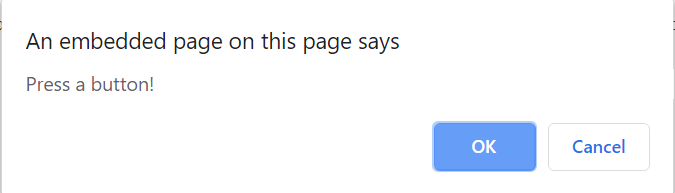 An embedded page on this page says
Press a button!
OK
Cancel